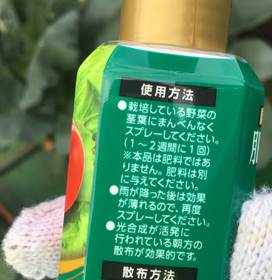 使用方法
●栽培している野菜の
茎葉にまんべんなく
スプレーしてください。
(1〜2週間に1回)
※本品は肥料ではあ
りません。肥料は別
に与えてください。
●雨が降った後は効果
が薄れるので、再度
スプレーしてください。
●光合成が活発に
行われている朝方の
散布が効果的です。
散布方法